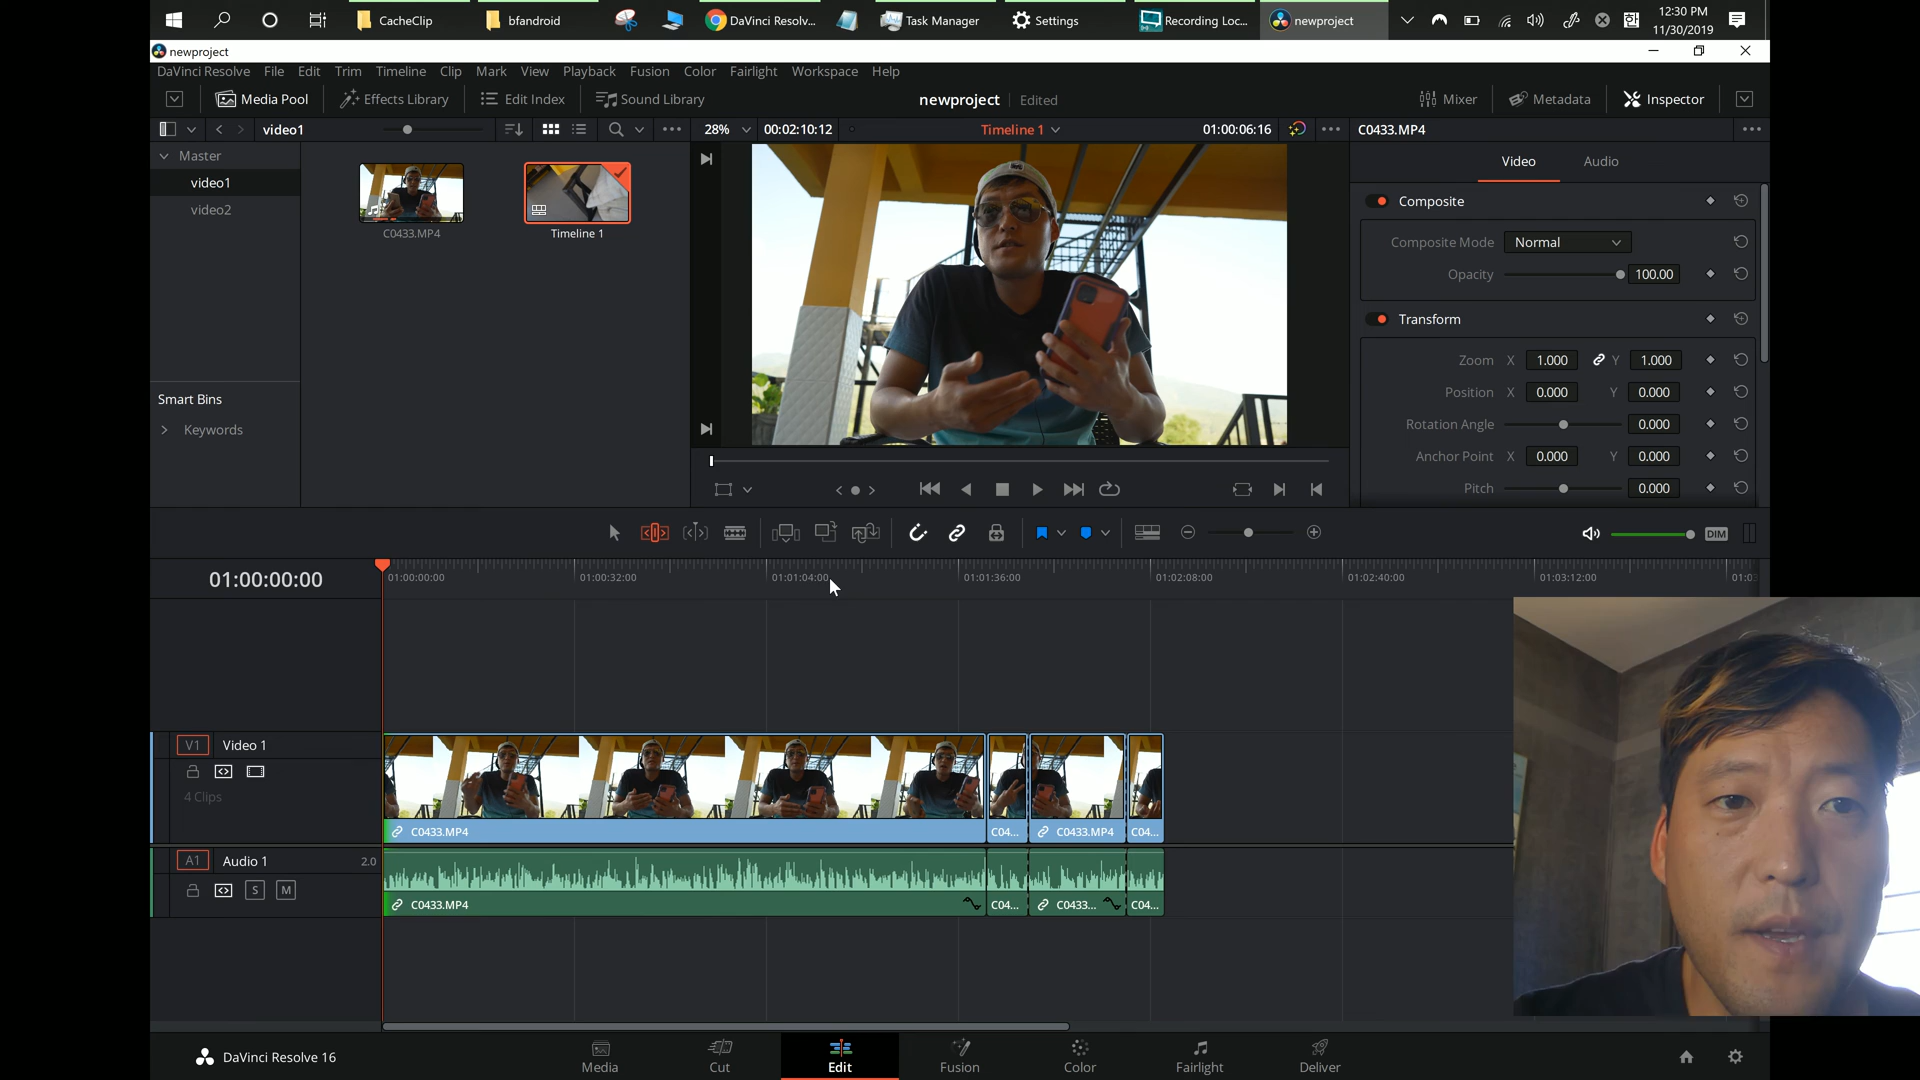 CacheClip
bfandroid
DaVinci Resolv...
Task Manager
Settings
Recording Loc...
newproject
12:30 PM
11/30/2019
newproject
DaVinci Resolve File Edit Trim Timeline Clip Mark View Playback Fusion Color Fairlight Workspace Help
Media Pool
Effects Library
Edit Index
Sound Library
newproject
Edited
Mixer
Metadata
Inspector
video1
28%
00:02:10:12
Timeline 1
01:00:06:16
C0433.MP4
Master
video1
video2
C0433.MP4
Timeline 1
Smart Bins
Keywords
Video
Audio
Composite
Composite Mode Normal
Opacity 100.00
Transform
Zoom X 1.000 Y 1.000
Position X 0.000 Y 0.000
Rotation Angle 0.000
Anchor Point X 0.000 Y 0.000
Pitch 0.000
DIM
01:00:00:00
01:00:00:00
01:00:32:00
01:01:04:00
01:01:36:00
01:02:08:00
01:02:40:00
01:03:12:00
01:03
V1 Video 1
4 Clips
C0433.MP4
C04...
C0433.MP4
C04...
A1 Audio 1 2.0
S M
C0433.MP4
C04...
C0433...
C04...
DaVinci Resolve 16
Media
Cut
Edit
Fusion
Color
Fairlight
Deliver